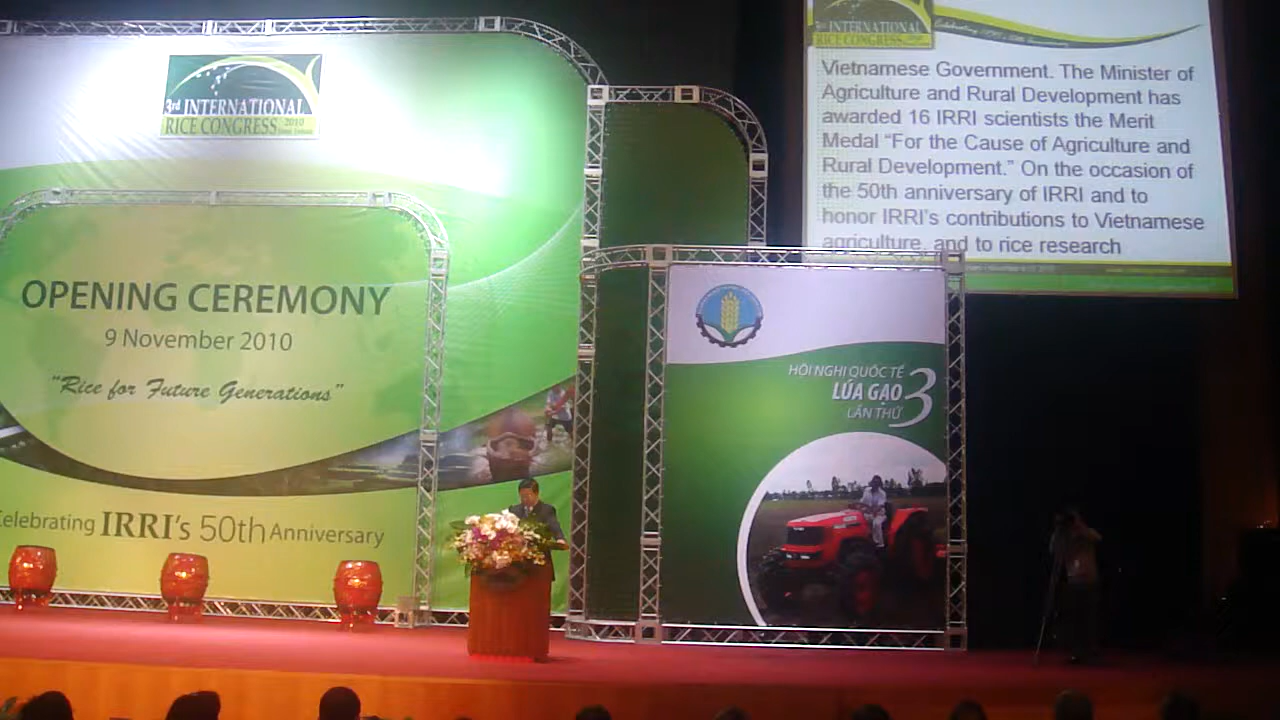 3rd INTERNATIONAL
RICE CONGRESS 2010
OPENING CEREMONY
9 November 2010
"Rice for Future Generations"
Celebrating IRRI's 50th Anniversary
3rd INTERNATIONAL
RICE CONGRESS
Vietnamese Government. The Minister of
Agriculture and Rural Development has
awarded 16 IRRI scientists the Merit
Medal “For the Cause of Agriculture and
Rural Development.” On the occasion of
the 50th anniversary of IRRI and to
honor IRRI’s contributions to Vietnamese
agriculture, and to rice research
HỘI NGHỊ QUỐC TẾ
LÚA GẠO 3
LẦN THỨ